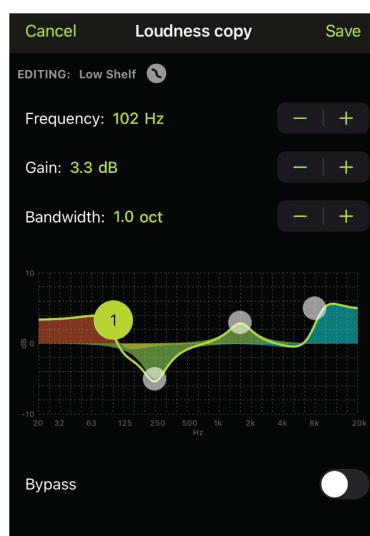 Cancel Loudness copy Save
EDITING: Low Shelf
Frequency: 102 Hz − +
Gain: 3.3 dB − +
Bandwidth: 1.0 oct − +
10
1
dB 0
-10
20 32 63 125 250 500 1k 2k 4k 8k 20k
Hz
Bypass